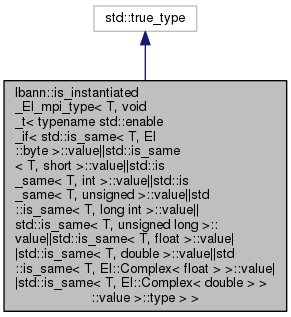 std::true_type
lbann::is_instantiated
_El_mpi_type< T, void
_t< typename std::enable
_if< std::is_same< T, El
::byte >::value||std::is_same
< T, short >::value||std::is
_same< T, int >::value||std::is
_same< T, unsigned >::value||std
::is_same< T, long int >::value||
std::is_same< T, unsigned long >::
value||std::is_same< T, float >::value|
|std::is_same< T, double >::value||std
::is_same< T, El::Complex< float > >::value|
|std::is_same< T, El::Complex< double > >
::value >::type > >